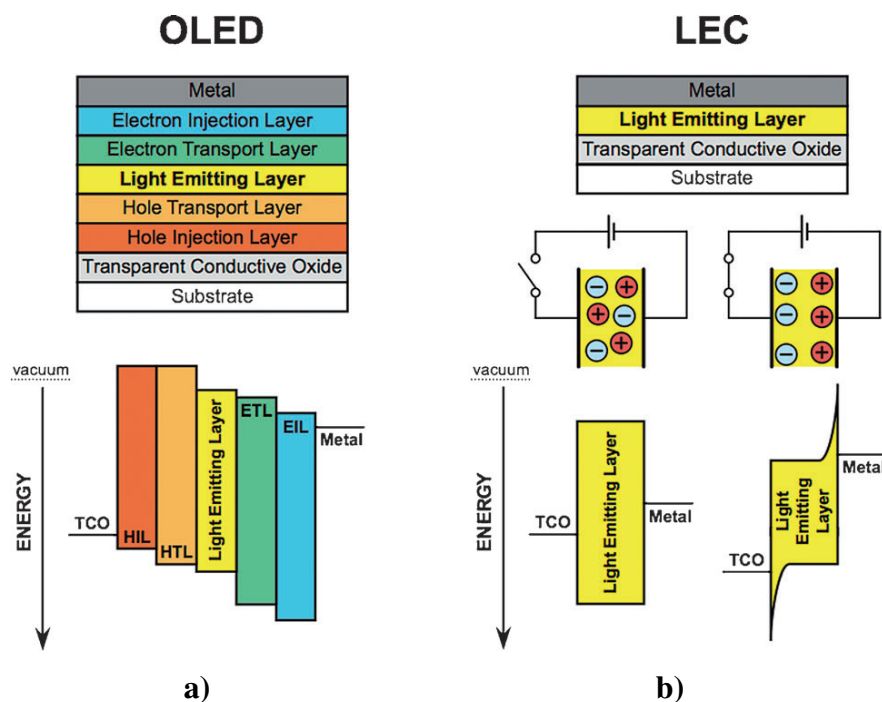 OLED
Metal
Electron Injection Layer
Electron Transport Layer
Light Emitting Layer
Hole Transport Layer
Hole Injection Layer
Transparent Conductive Oxide
Substrate
vacuum
ENERGY
TCO
HIL
HTL
Light Emitting Layer
ETL
EIL
Metal
a)
LEC
Metal
Light Emitting Layer
Transparent Conductive Oxide
Substrate
− +
+ −
− +
− +
− +
− +
vacuum
ENERGY
TCO
Light Emitting Layer
Metal
TCO
Light
Emitting
Layer
Metal
b)